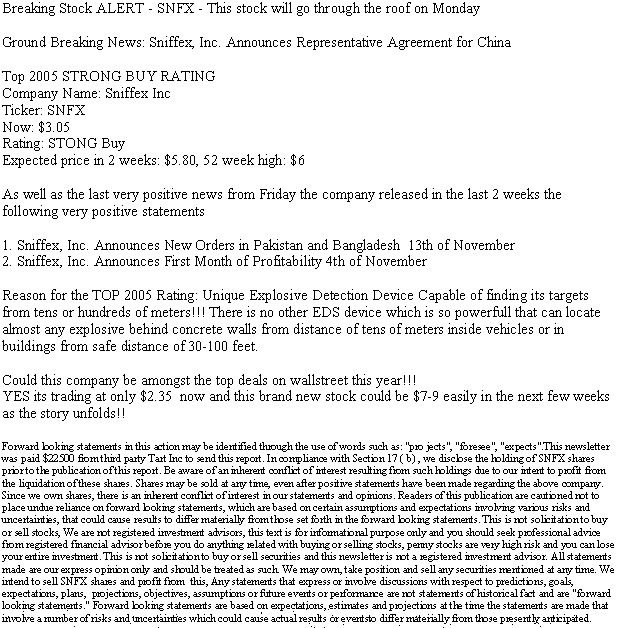 Breaking Stock ALERT - SNFX - This stock will go through the roof on Monday
Ground Breaking News: Sniffex, Inc. Announces Representative Agreement for China
Top 2005 STRONG BUY RATING
Company Name: Sniffex Inc
Ticker: SNFX
Now: $3.05
Rating: STONG Buy
Expected price in 2 weeks: $5.80, 52 week high: $6
As well as the last very positive news from Friday the company released in the last 2 weeks the
following very positive statements
1. Sniffex, Inc. Announces New Orders in Pakistan and Bangladesh  13th of November
2. Sniffex, Inc. Announces First Month of Profitability 4th of November
Reason for the TOP 2005 Rating: Unique Explosive Detection Device Capable of finding its targets
from tens or hundreds of meters!!! There is no other EDS device which is so powerfull that can locate
almost any explosive behind concrete walls from distance of tens of meters inside vehicles or in
buildings from safe distance of 30-100 feet.
Could this company be amongst the top deals on wallstreet this year!!!
YES its trading at only $2.35  now and this brand new stock could be $7-9 easily in the next few weeks
as the story unfolds!!
Forward looking statements in this action may be identified through the use of words such as: "pro jects", "foresee", "expects".This newsletter
was paid $22500 from third party Tart Inc to send this report. In compliance with Section 17 ( b) , we disclose the holding of SNFX shares
prior to the publication of this report. Be aware of an inherent conflict of interest resulting from such holdings due to our intent to profit from
the liquidation of these shares. Shares may be sold at any time, even after positive statements have been made regarding the above company.
Since we own shares, there is an inherent conflict of interest in our statements and opinions. Readers of this publication are cautioned not to
place undue reliance on forward looking statements, which are based on certain assumptions and expectations involving various risks and
uncertainties, that could cause results to differ materially from those set forth in the forward looking statements. This is not solicitation to buy
or sell stocks, We are not registered investment advisors, this text is for informational purpose only and you should seek professional advice
from registered financial advisor before you do anything related with buying or selling stocks, penny stocks are very high risk and you can lose
your entire investment. This is not solicitation to buy or sell securities and this newsletter is not a registered investment advisor. All statements
made are our express opinion only and should be treated as such. We may own, take position and sell any securities mentioned at any time. We
intend to sell SNFX shares and profit from  this, Any statements that express or involve discussions with respect to predictions, goals,
expectations, plans,  projections, objectives, assumptions or future events or performance are not statements of historical fact and are "forward
looking statements." Forward looking statements are based on expectations, estimates and projections at the time the statements are made that
involve a number of risks and uncertainties which could cause actual results or events to differ materially from those presently anticipated.